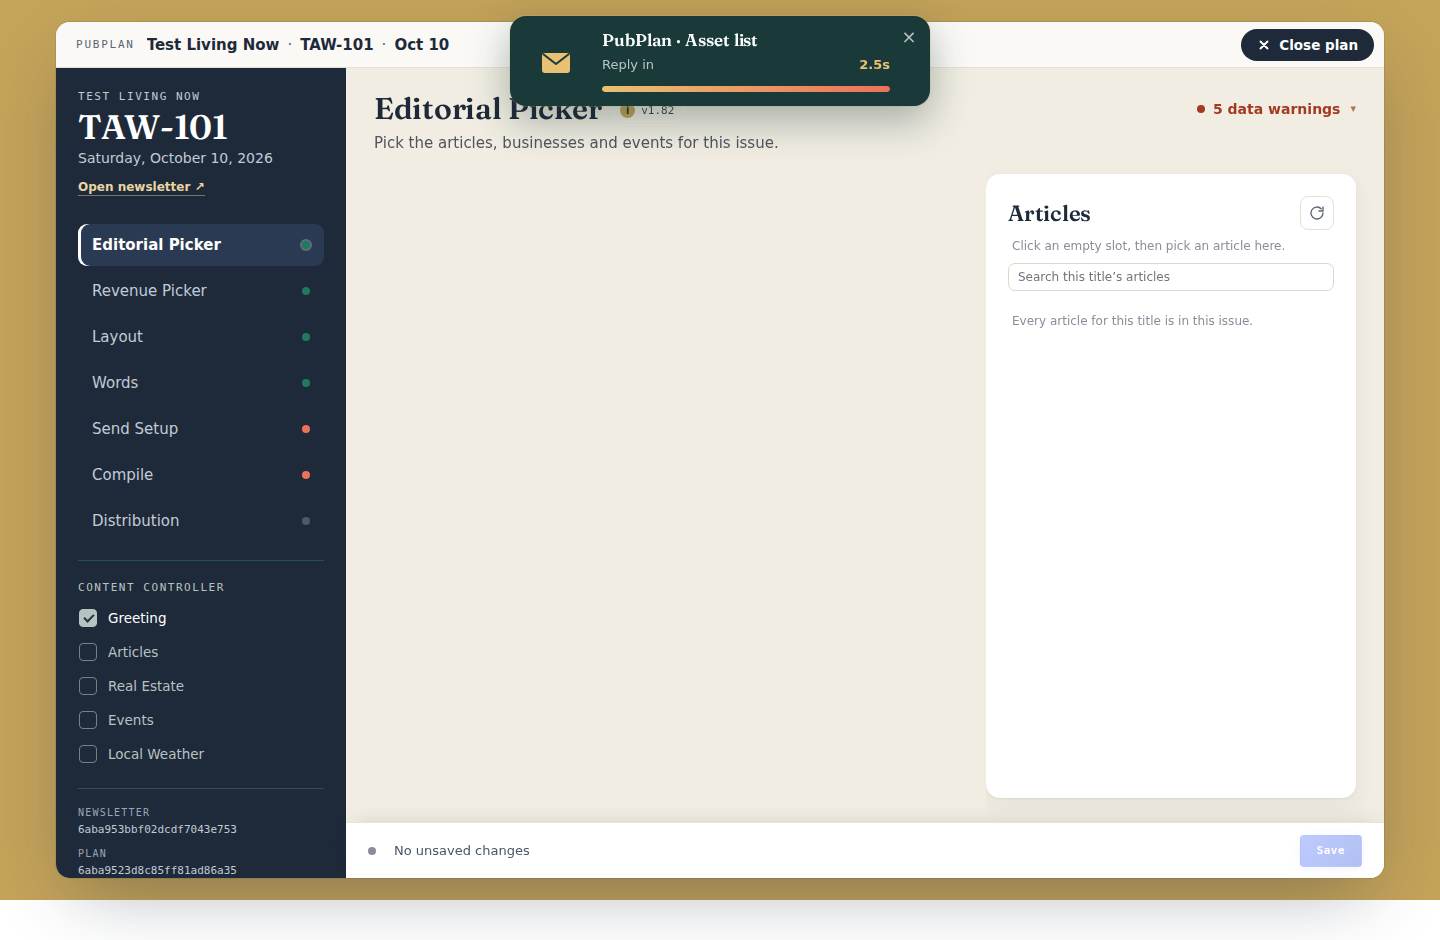 PUBPLAN Test Living Now · TAW-101 · Oct 10
PubPlan · Asset list
Reply in 2.5s
Close plan
TEST LIVING NOW
TAW-101
Saturday, October 10, 2026
Open newsletter ↗
Editorial Picker
Revenue Picker
Layout
Words
Send Setup
Compile
Distribution
CONTENT CONTROLLER
Greeting
Articles
Real Estate
Events
Local Weather
NEWSLETTER
6aba953bbf02dcdf7043e753
PLAN
6aba9523d8c85ff81ad86a35
Editorial Picker i v1.82
5 data warnings
Pick the articles, businesses and events for this issue.
Articles
Click an empty slot, then pick an article here.
Search this title’s articles
Every article for this title is in this issue.
No unsaved changes
Save